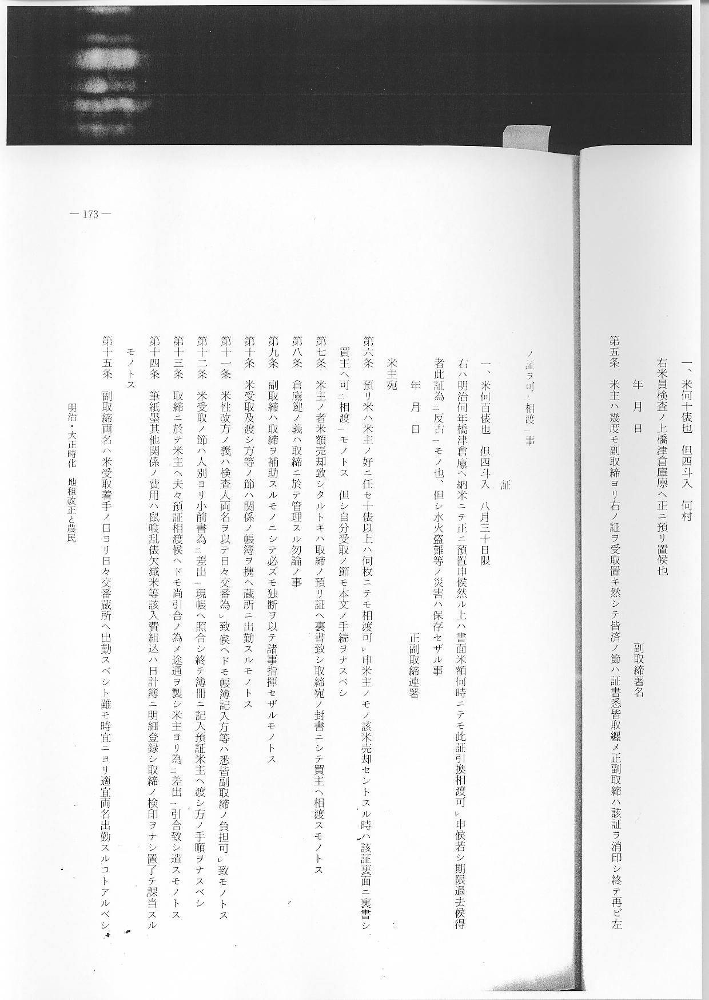 一、米何十俵也　但四斗入　何村
右米員検査ノ上橋津倉庫廩ヘ正ニ預リ置候也
年　月　日
副取締署名
第五条　米主ハ幾度モ副取締ヨリ右ノ証ヲ受取置キ然シテ皆済ノ節ハ証書悉皆取纒メ正副取締ハ該証ヲ消印シ終テ再ビ左
ノ証ヲ可ニ相渡一事
証
一、米何百俵也　但四斗入　八月三十日限
右ハ明治何年橋津倉廩ヘ納米ニテ正ニ預置申候然ル上ハ書面米額何時ニテモ此証引換相渡可レ申候若シ期限過去候得
者此証為ニ反古一モノ也、但シ水火盗難等ノ災害ハ保存セザル事
年　月　日
正副取締連署
米主宛
第六条　預リ米ハ米主ノ好ニ任セ十俵以上ハ何枚ニテモ相渡可レ申米主ノモノ該米売却セントスル時ハ該証裏面ニ裏書シ
買主ヘ可ニ相渡一モノトス　但シ自分受取ノ節モ本文ノ手続ヲナスベシ
第七条　米主ノ者米額売却致シタルトキハ取締ノ預リ証ヘ裏書致シ取締宛ノ封書ニシテ買主ヘ相渡スモノトス
第八条　倉廩鍵ノ義ハ取締ニ於テ管理スル勿論ノ事
第九条　副取締ハ取締ヲ補助スルモノニシテ必ズモ独断ヲ以テ諸事指揮セザルモノトス
第十条　米受取及渡シ方等ノ節ハ関係ノ帳簿ヲ携ヘ蔵所ニ出勤スルモノトス
第十一条　米性改方ノ義ハ検査人両名ヲ以テ日々交番為レ致候ヘドモ帳簿記入方等ハ悉皆副取締ノ負担可レ致モノトス
第十二条　米受取ノ節ハ人別ヨリ小前書為ニ差出一現帳ヘ照合シ終テ簿冊ニ記入預証米主ヘ渡シ方ノ手順ヲナスベシ
第十三条　取締ニ於テ米主ヘ夫々預証相渡候ヘドモ尚引合ノ為メ途通ヲ製シ米主ヨリ為ニ差出一引合致シ遣スモノトス
第十四条　筆紙墨其他関係ノ費用ハ鼠喰乱俵欠減米等該入費組込ハ日計簿ニ明細登録シ取締ノ検印ヲナシ置了テ課当スル
モノトス
第十五条　副取締両名ハ米受取着手ノ日ヨリ日々交番蔵所ヘ出勤スベシト雖モ時宜ニヨリ適宜両名出勤スルコトアルベシ
明治・大正時化　地租改正と農民
— 173 —